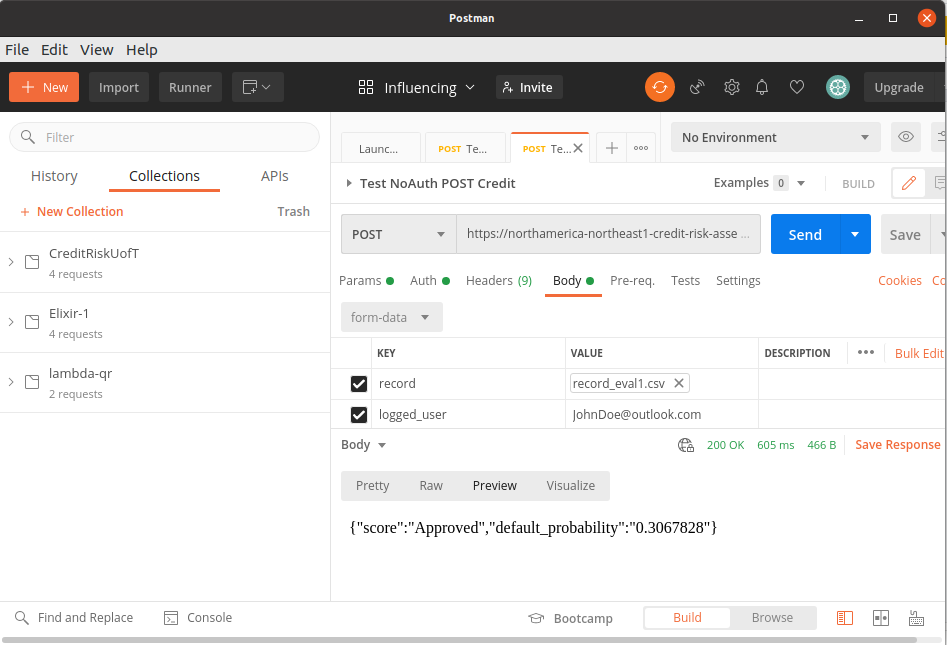 Postman
File Edit View Help
+ New Import Runner Influencing Invite Upgrade
Filter
History Collections APIs
+ New Collection Trash
CreditRiskUofT
4 requests
Elixir-1
4 requests
lambda-qr
2 requests
Launc... POST Te... POST Te... No Environment
Test NoAuth POST Credit Examples 0 BUILD
POST https://northamerica-northeast1-credit-risk-asse ... Send Save
Params Auth Headers (9) Body Pre-req. Tests Settings Cookies Co
form-data
KEY VALUE DESCRIPTION ••• Bulk Edit
record record_eval1.csv
logged_user JohnDoe@outlook.com
Body 200 OK 605 ms 466 B Save Response
Pretty Raw Preview Visualize
{"score":"Approved","default_probability":"0.3067828"}
Find and Replace Console Bootcamp Build Browse